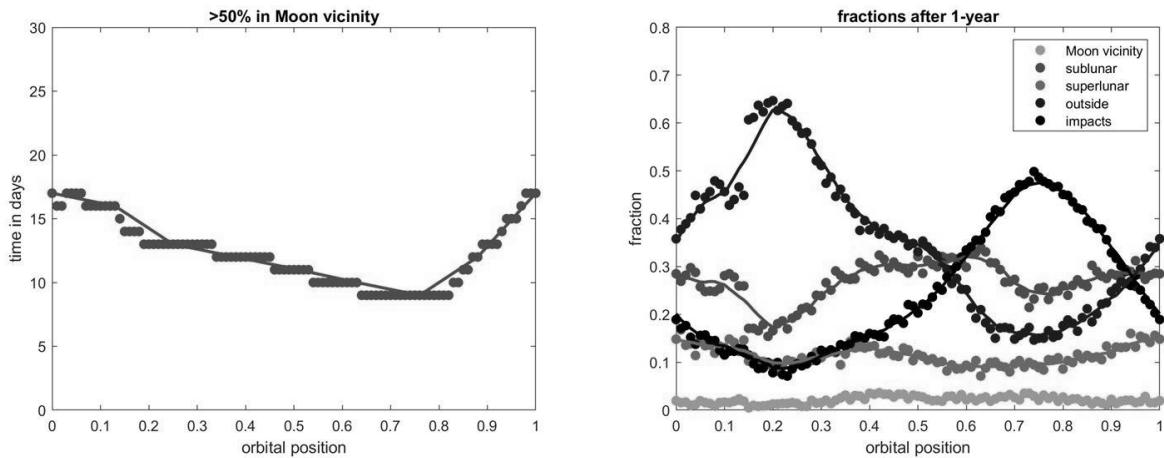 >50% in Moon vicinity
30
25
20
15
10
5
0
time in days
0 0.1 0.2 0.3 0.4 0.5 0.6 0.7 0.8 0.9 1
orbital position
fractions after 1-year
0.8
0.7
0.6
0.5
0.4
0.3
0.2
0.1
0
fraction
Moon vicinity
sublunar
superlunar
outside
impacts
0 0.1 0.2 0.3 0.4 0.5 0.6 0.7 0.8 0.9 1
orbital position